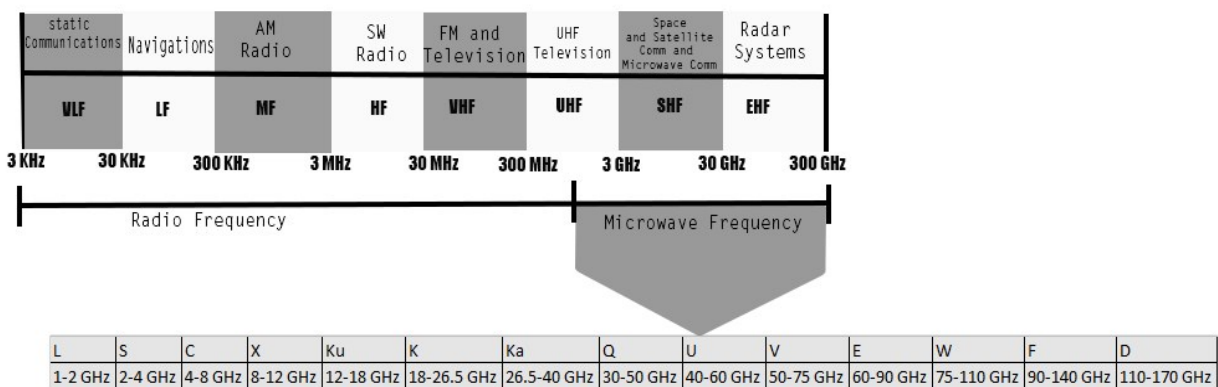 static
Communications
Navigations
AM
Radio
SW
Radio
FM and
Television
UHF
Television
Space
and Satellite
Comm and
Microwave Comm
Radar
Systems
VLF LF MF HF VHF UHF SHF EHF
3 KHz 30 KHz 300 KHz 3 MHz 30 MHz 300 MHz 3 GHz 30 GHz 300 GHz
Radio Frequency Microwave Frequency
L S C X Ku K Ka Q U V E W F D
1-2 GHz 2-4 GHz 4-8 GHz 8-12 GHz 12-18 GHz 18-26.5 GHz 26.5-40 GHz 30-50 GHz 40-60 GHz 50-75 GHz 60-90 GHz 75-110 GHz 90-140 GHz 110-170 GHz